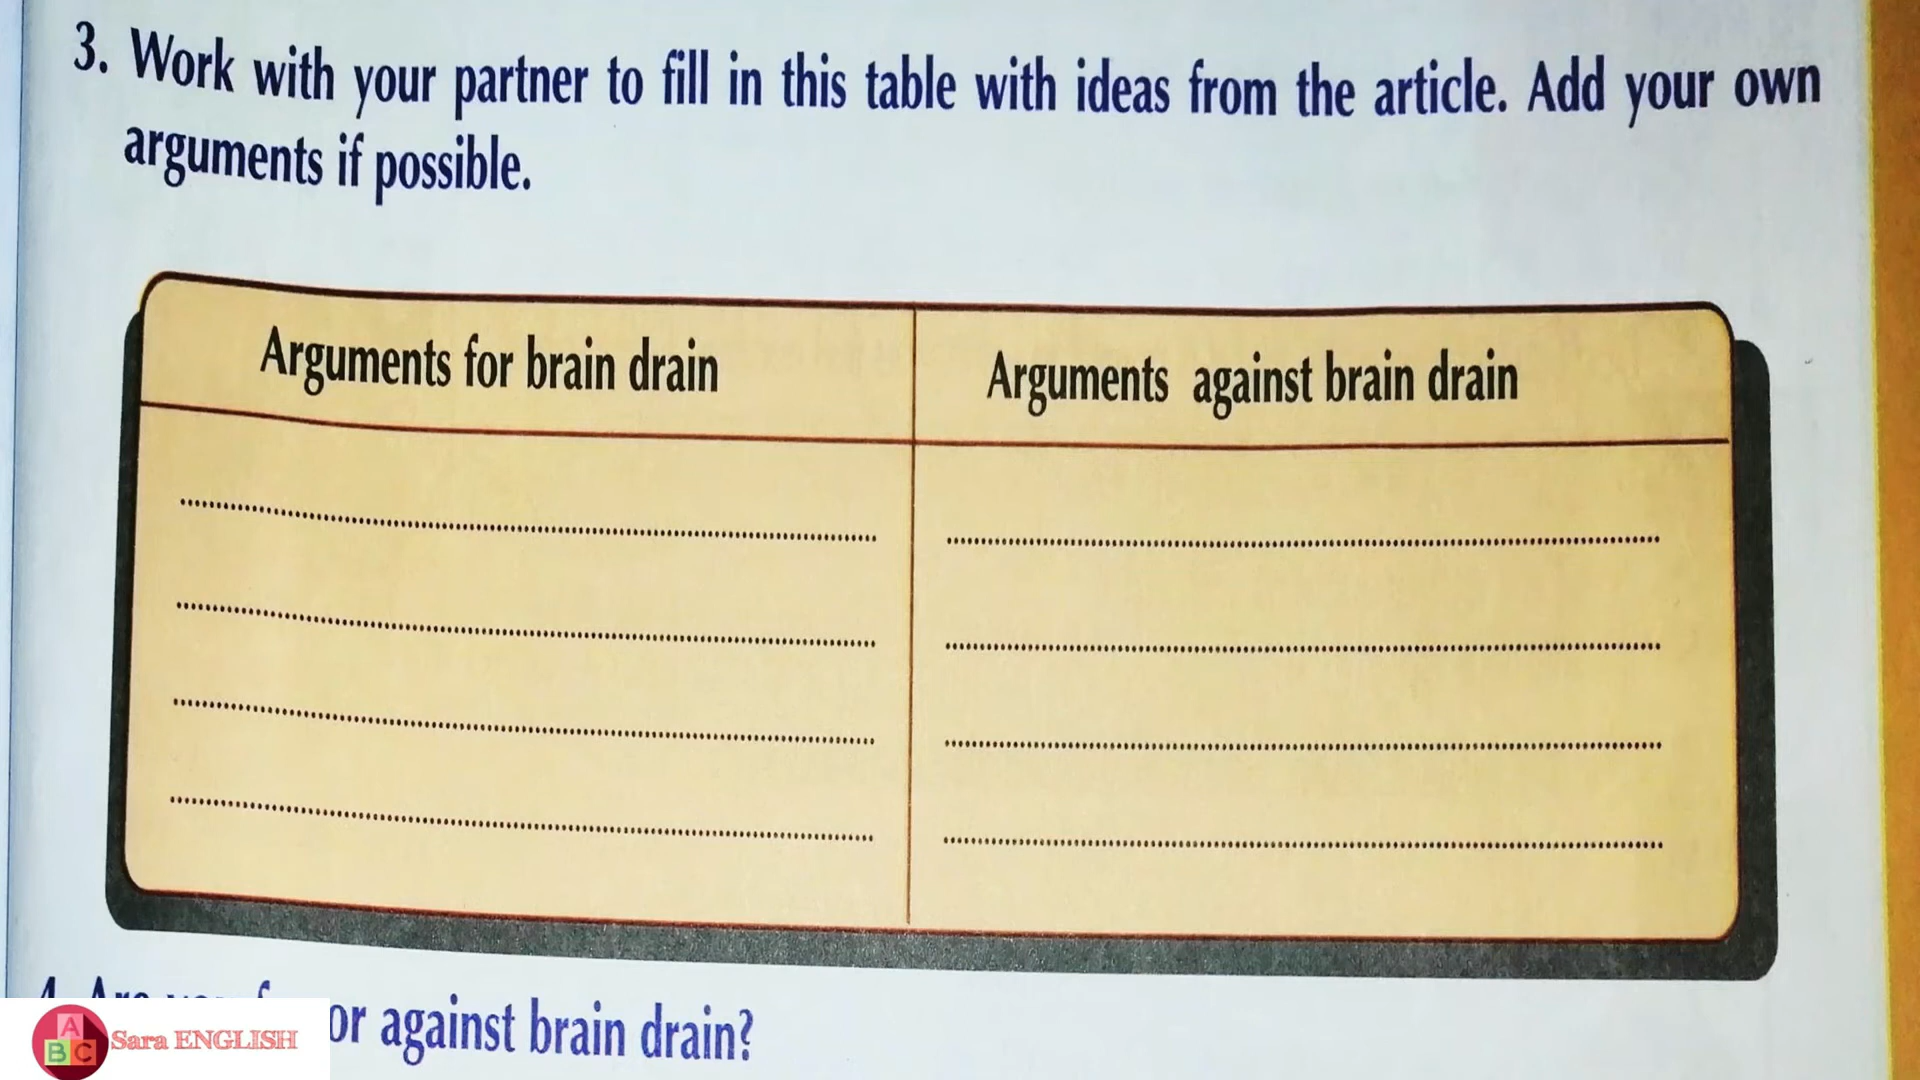 3. Work with your partner to fill in this table with ideas from the article. Add your own
arguments if possible.
Arguments for brain drain
Arguments against brain drain
or against brain drain?
A
B C
Sara ENGLISH